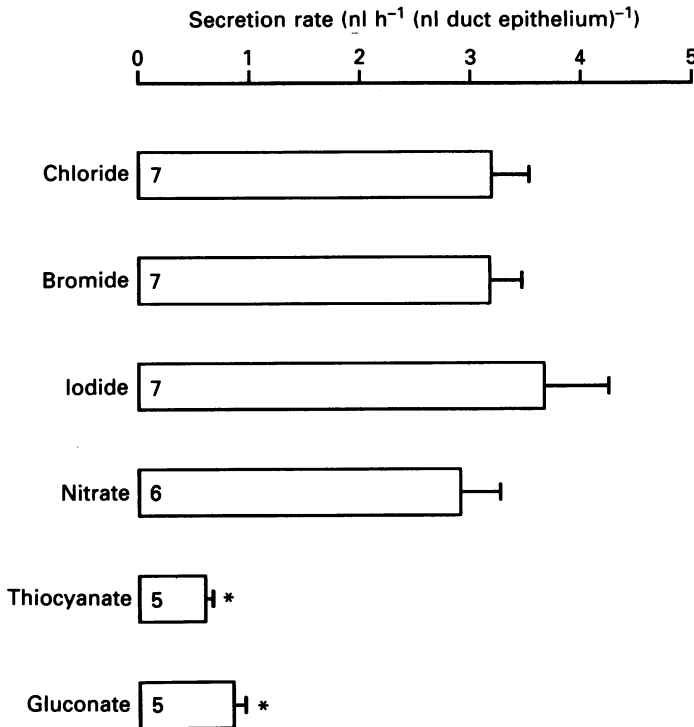 Secretion rate (nl h⁻¹ (nl duct epithelium)⁻¹)
0 1 2 3 4 5
Chloride 7
Bromide 7
Iodide 7
Nitrate 6
Thiocyanate 5 *
Gluconate 5 *